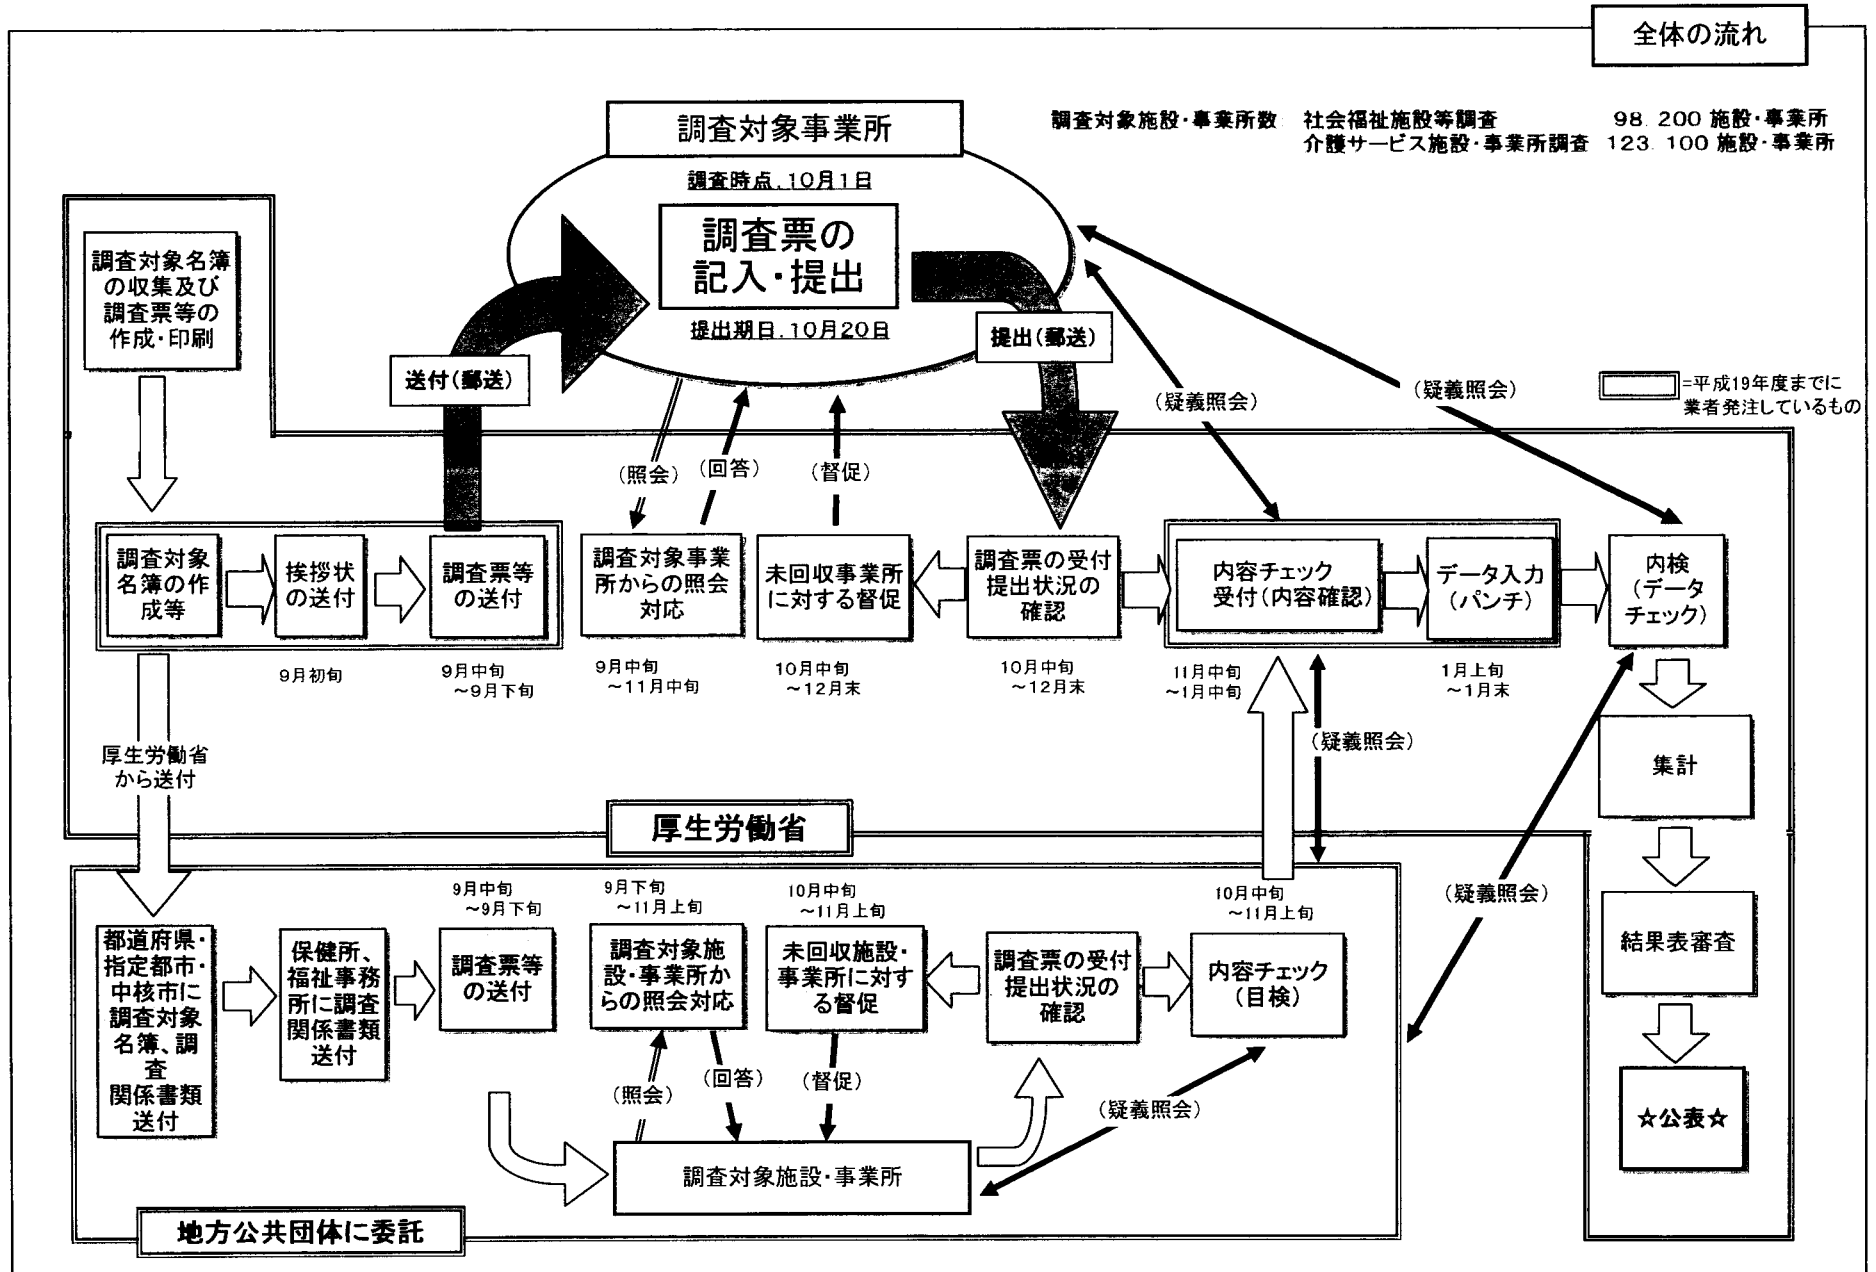 全体の流れ
調査対象事業所
調査対象施設・事業所数 社会福祉施設等調査 98.200 施設・事業所
介護サービス施設・事業所調査 123.100 施設・事業所
調査時点.10月1日
調査票の
記入・提出
提出期日.10月20日
調査対象名簿
の収集及び
調査票等の
作成・印刷
送付(郵送)
提出(郵送)
(疑義照会)
(疑義照会)
=平成19年度までに
業者発注しているもの
(照会)
(回答)
(督促)
調査対象
名簿の作
成等
挨拶状
の送付
調査票等
の送付
調査対象事業
所からの照会
対応
未回収事業所
に対する督促
調査票の受付
提出状況の
確認
内容チェック
受付(内容確認)
データ入力
(パンチ)
内検
(データ
チェック)
9月初旬
9月中旬
～9月下旬
9月中旬
～11月中旬
10月中旬
～12月末
10月中旬
～12月末
11月中旬
～1月中旬
1月上旬
～1月末
厚生労働省
から送付
(疑義照会)
集計
厚生労働省
9月中旬
～9月下旬
9月下旬
～11月上旬
10月中旬
～11月上旬
10月中旬
～11月上旬
(疑義照会)
都道府県・
指定都市・
中核市に
調査対象
名簿、調
査
関係書類
送付
保健所、
福祉事務
所に調査
関係書類
送付
調査票等
の送付
調査対象施
設・事業所か
らの照会対応
未回収施設・
事業所に対す
る督促
調査票の受付
提出状況の
確認
内容チェック
(目検)
結果表審査
(照会)
(回答)
(督促)
(疑義照会)
☆公表☆
調査対象施設・事業所
地方公共団体に委託